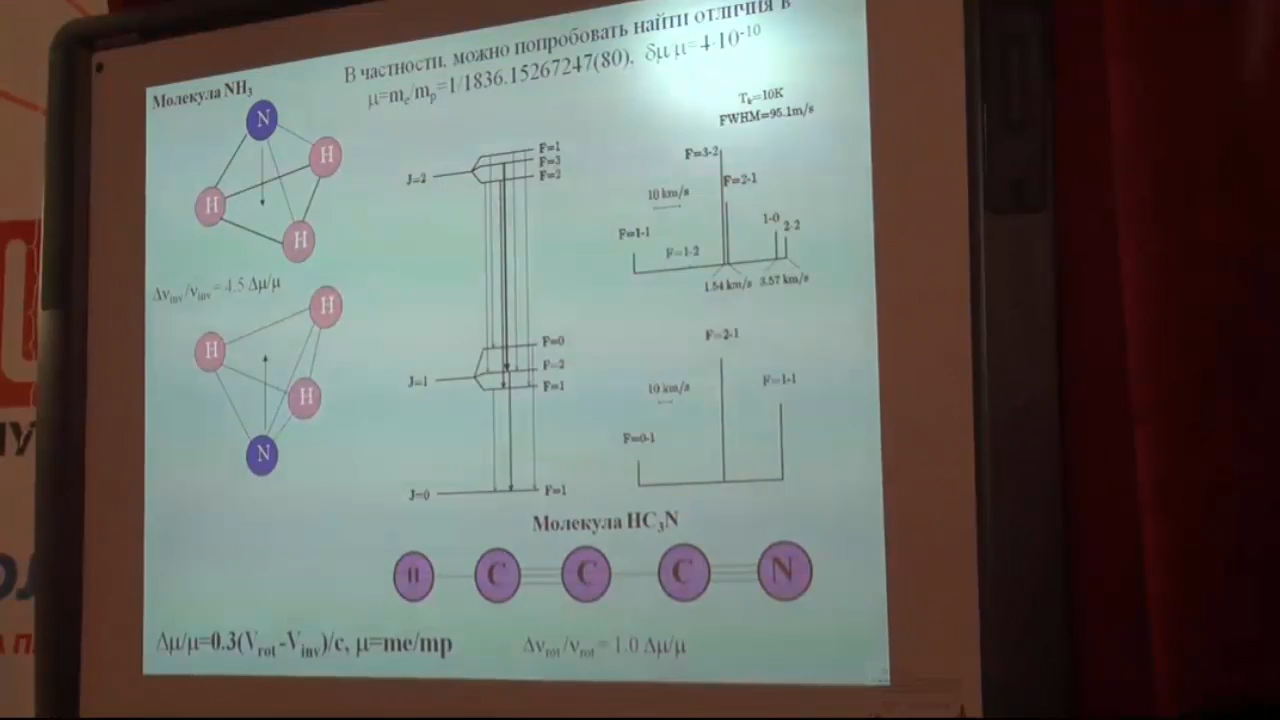 В частности, можно попробовать найти отличия в
μ=mₑ/mₚ=1/1836.15267247(80), δμ/μ=4·10⁻¹⁰
Молекула NH₃
N
H
H
H
Δνinv/νinv= 4.5 Δμ/μ
H
H
H
N
J=2
F=1
F=3
F=2
J=1
F=0
F=2
F=1
J=0
F=1
Tₖ=10K
FWHM=95.1m/s
F=3-2
F=2-1
10 km/s
F=1-1
F=1-2
1-0
2-2
1.54 km/s
3.57 km/s
F=2-1
10 km/s
F=1-1
F=0-1
Молекула HC₃N
H
C
C
C
N
Δμ/μ=0.3(Vrot -Vinv)/c, μ=me/mp
Δνrot/νrot = 1.0 Δμ/μ